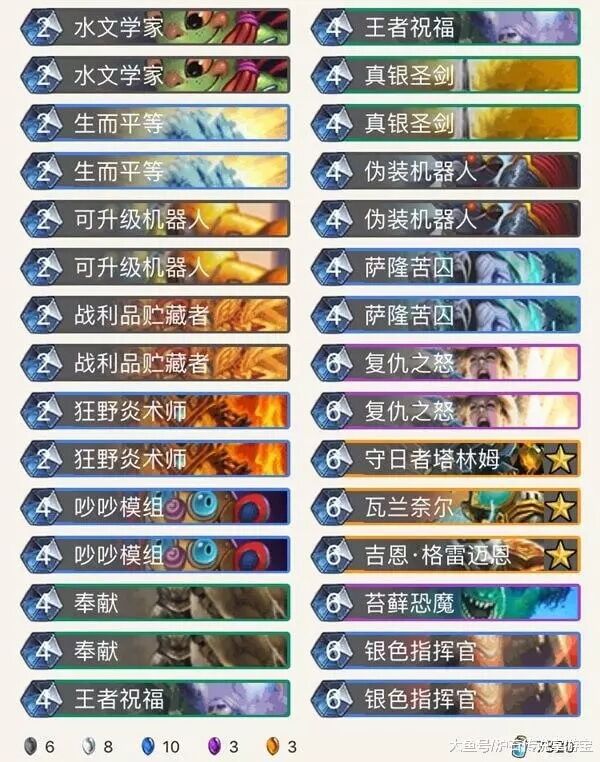 2 水文学家
2 水文学家
2 生而平等
2 生而平等
2 可升级机器人
2 可升级机器人
2 战利品贮藏者
2 战利品贮藏者
2 狂野炎术师
2 狂野炎术师
4 吵吵模组
4 吵吵模组
4 奉献
4 奉献
4 王者祝福
4 王者祝福
4 真银圣剑
4 真银圣剑
4 伪装机器人
4 伪装机器人
4 萨隆苦囚
4 萨隆苦囚
6 复仇之怒
6 复仇之怒
6 守日者塔林姆
6 瓦兰奈尔
6 吉恩·格雷迈恩
6 苔藓恐魔
6 银色指挥官
6 银色指挥官
6 8 10 3 3
大鱼号/炉石传